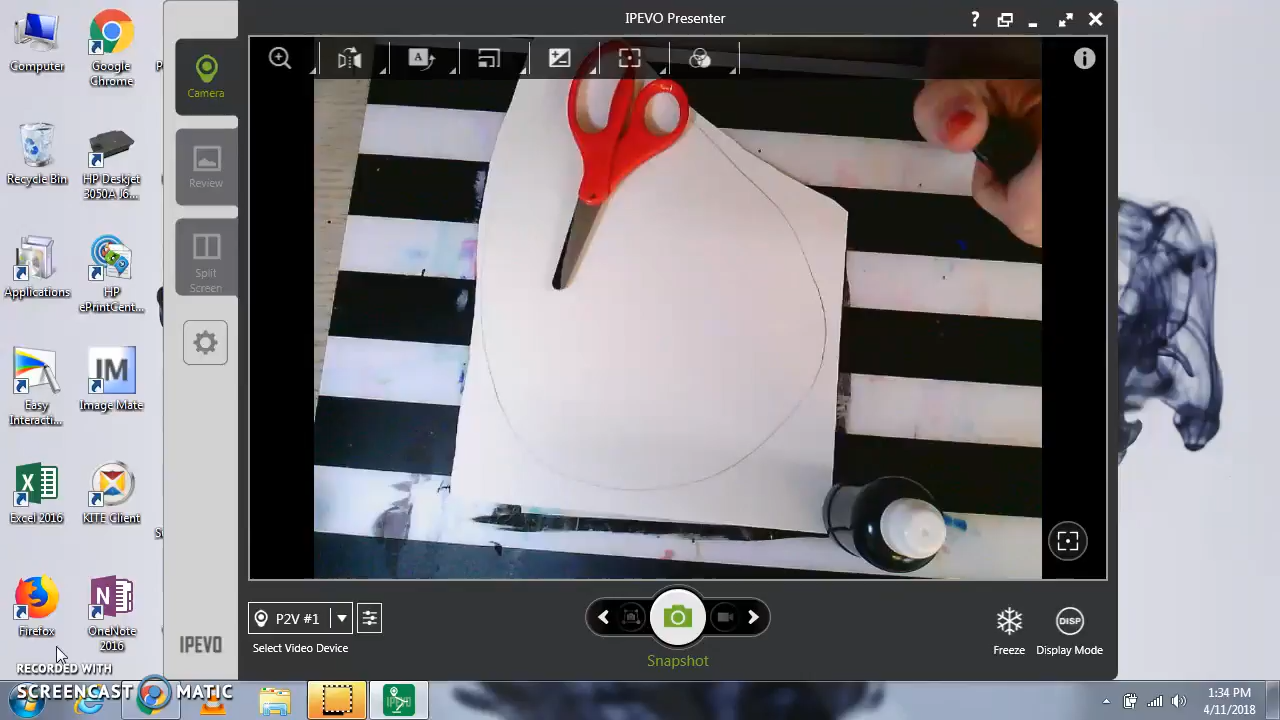 IPEVO Presenter
?
Computer
Google
Chrome
Camera
A
Recycle Bin
HP Deskjet
3050A J6...
Review
Applications
HP
ePrintCent...
Split
Screen
Easy
Interacti...
IM
Image Mate
Excel 2016
KITE Client
Firefox
OneNote
2016
IPEVO
P2V #1
Select Video Device
Snapshot
Freeze
DISP
Display Mode
RECORDED WITH
SCREENCAST MATIC
IPEVO
1:34 PM
4/11/2018